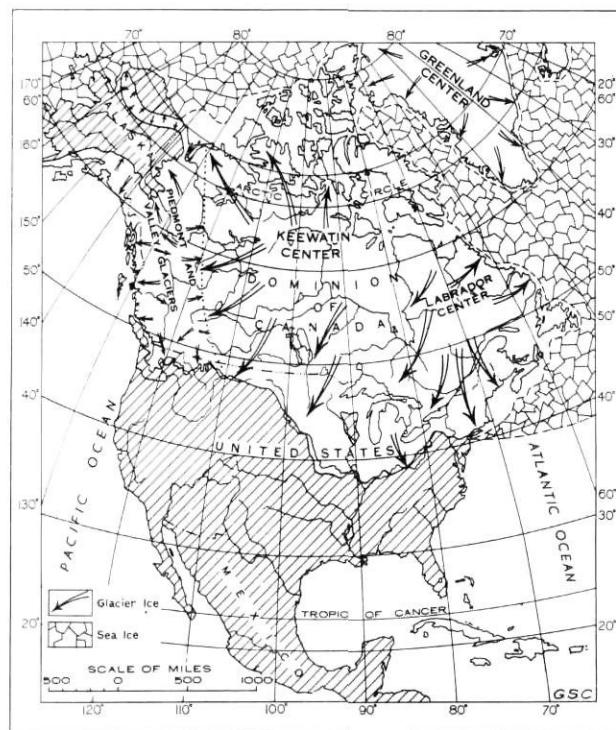 70° 60° 80° 90° 80° 70° 60°
170°
60°
160°
150°
50°
140°
40°
30°
20°
GREENLAND
CENTER
ALASKA
ARCTIC CIRCLE
PIEDMONT
AND
VALLEY GLACIERS
KEEWATIN
CENTER
DOMINION
OF
CANADA
LABRADOR
CENTER
50°
40°
60°
30°
20°
UNITED STATES
PACIFIC OCEAN
ATLANTIC
OCEAN
MEXICO
TROPIC OF CANCER
Glacier Ice
Sea Ice
SCALE OF MILES
500 0 500 1000
GSC
120° 110° 100° 90° 80° 70°